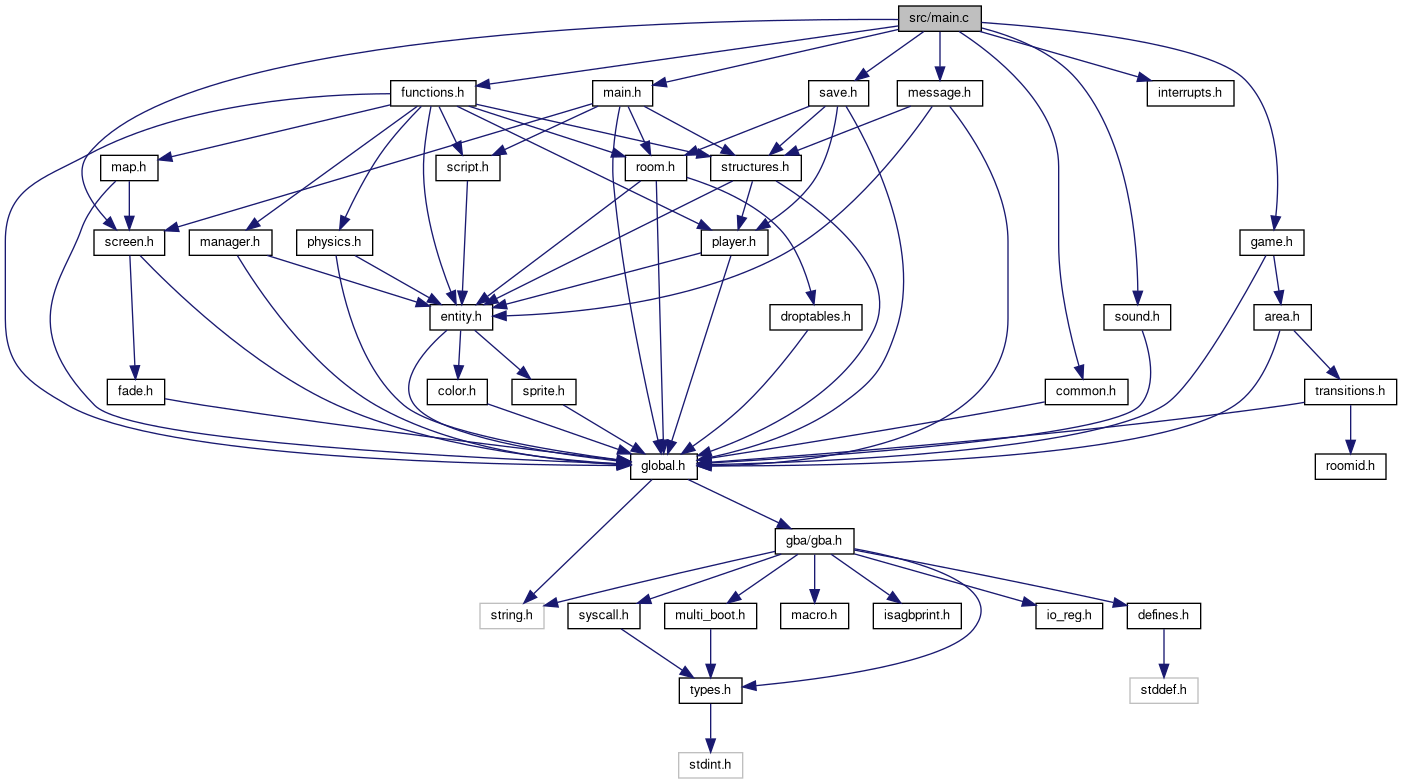 src/main.c
functions.h
main.h
save.h
message.h
interrupts.h
map.h
script.h
room.h
structures.h
screen.h
manager.h
physics.h
player.h
game.h
entity.h
droptables.h
sound.h
area.h
fade.h
color.h
sprite.h
common.h
transitions.h
global.h
roomid.h
gba/gba.h
string.h
syscall.h
multi_boot.h
macro.h
isagbprint.h
io_reg.h
defines.h
types.h
stddef.h
stdint.h